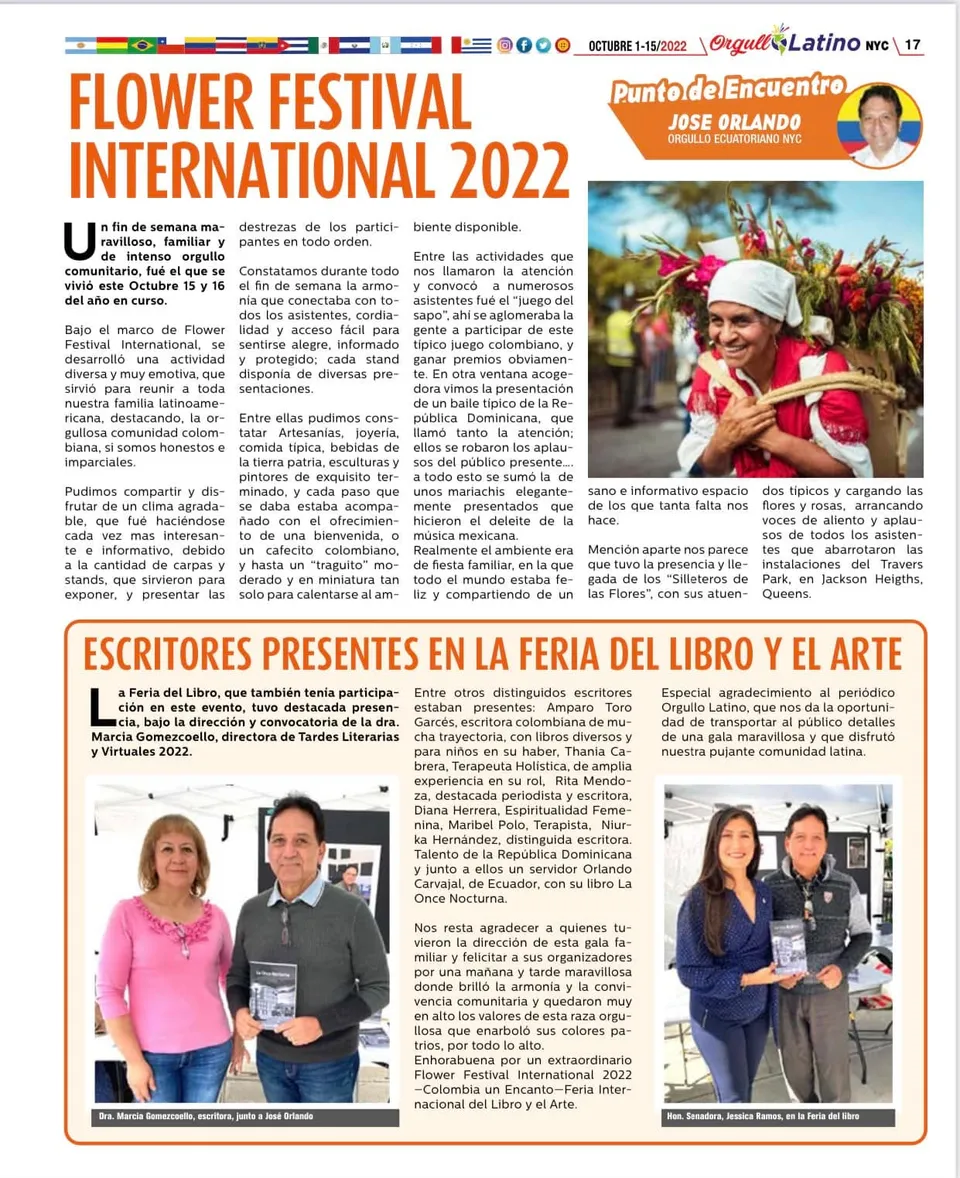 OCTUBRE 1-15/2022
Orgullo Latino NYC
17
FLOWER FESTIVAL
INTERNATIONAL 2022
Punto de Encuentro
JOSE ORLANDO
ORGULLO ECUATORIANO NYC
Un fin de semana ma-
ravilloso, familiar y
de intenso orgullo
comunitario, fué el que se
vivió este Octubre 15 y 16
del año en curso.
Bajo el marco de Flower
Festival International, se
desarrolló una actividad
diversa y muy emotiva, que
sirvió para reunir a toda
nuestra familia latinoame-
ricana, destacando, la or-
gullosa comunidad colom-
biana, si somos honestos e
imparciales.
Pudimos compartir y dis-
frutar de un clima agrada-
ble, que fué haciéndose
cada vez mas interesan-
te e informativo, debido
a la cantidad de carpas y
stands, que sirvieron para
exponer, y presentar las
destrezas de los partici-
pantes en todo orden.
Constatamos durante todo
el fin de semana la armo-
nía que conectaba con to-
dos los asistentes, cordia-
lidad y acceso fácil para
sentirse alegre, informado
y protegido; cada stand
disponía de diversas pre-
sentaciones.
Entre ellas pudimos cons-
tatar Artesanías, joyería,
comida típica, bebidas de
la tierra patria, esculturas y
pintores de exquisito ter-
minado, y cada paso que
se daba estaba acompa-
ñado con el ofrecimien-
to de una bienvenida, o
un cafecito colombiano,
y hasta un “traguito” mo-
derado y en miniatura tan
solo para calentarse al am-
biente disponible.
Entre las actividades que
nos llamaron la atención
y convocó a numerosos
asistentes fué el “juego del
sapo”, ahí se aglomeraba la
gente a participar de este
típico juego colombiano, y
ganar premios obviamen-
te. En otra ventana acoge-
dora vimos la presentación
de un baile típico de la Re-
pública Dominicana, que
llamó tanto la atención;
ellos se robaron los aplau-
sos del público presente….
a todo esto se sumó la de
unos mariachis elegante-
mente presentados que
hicieron el deleite de la
música mexicana.
Realmente el ambiente era
de fiesta familiar, en la que
todo el mundo estaba fe-
liz y compartiendo de un
sano e informativo espacio
de los que tanta falta nos
hace.
Mención aparte nos parece
que tuvo la presencia y lle-
gada de los “Silleteros de
las Flores”, con sus atuen-
dos típicos y cargando las
flores y rosas, arrancando
voces de aliento y aplau-
sos de todos los asisten-
tes que abarrotaron las
instalaciones del Travers
Park, en Jackson Heigths,
Queens.
ESCRITORES PRESENTES EN LA FERIA DEL LIBRO Y EL ARTE
La Feria del Libro, que también tenía participa-
ción en este evento, tuvo destacada presen-
cia, bajo la dirección y convocatoria de la dra.
Marcia Gomezcoello, directora de Tardes Literarias
y Virtuales 2022.
La Once Nocturna
Dra. Marcia Gomezcoello, escritora, junto a José Orlando
Entre otros distinguidos escritores
estaban presentes: Amparo Toro
Garcés, escritora colombiana de mu-
cha trayectoria, con libros diversos y
para niños en su haber, Thania Ca-
brera, Terapeuta Holística, de amplia
experiencia en su rol, Rita Mendo-
za, destacada periodista y escritora,
Diana Herrera, Espiritualidad Feme-
nina, Maribel Polo, Terapista, Niur-
ka Hernández, distinguida escritora.
Talento de la República Dominicana
y junto a ellos un servidor Orlando
Carvajal, de Ecuador, con su libro La
Once Nocturna.
Nos resta agradecer a quienes tu-
vieron la dirección de esta gala fa-
miliar y felicitar a sus organizadores
por una mañana y tarde maravillosa
donde brilló la armonía y la convi-
vencia comunitaria y quedaron muy
en alto los valores de esta raza orgu-
llosa que enarboló sus colores pa-
trios, por todo lo alto.
Enhorabuena por un extraordinario
Flower Festival International 2022
—Colombia un Encanto—Feria Inter-
nacional del Libro y el Arte.
Especial agradecimiento al periódico
Orgullo Latino, que nos da la oportuni-
dad de transportar al público detalles
de una gala maravillosa y que disfrutó
nuestra pujante comunidad latina.
Hon. Senadora, Jessica Ramos, en la Feria del libro